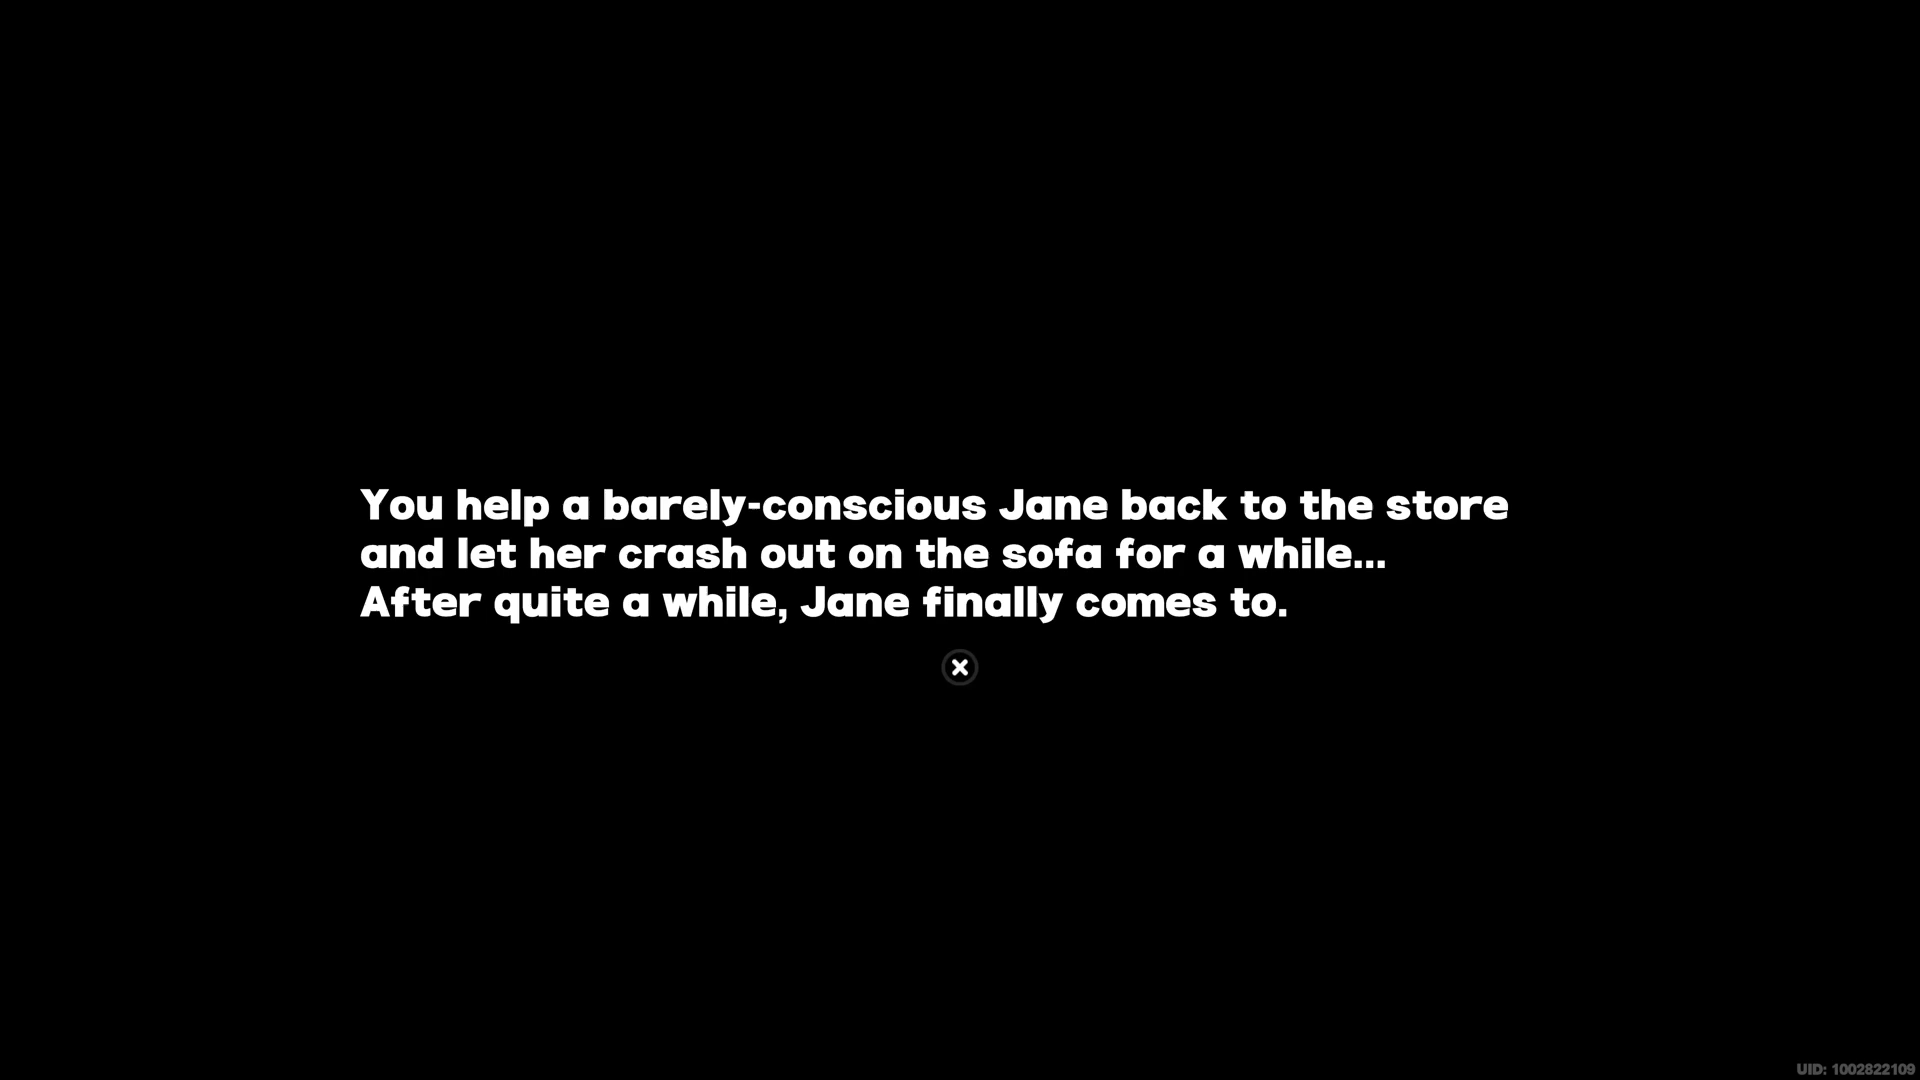 You help a barely-conscious Jane back to the store
and let her crash out on the sofa for a while...
After quite a while, Jane finally comes to.
UID: 1002822109